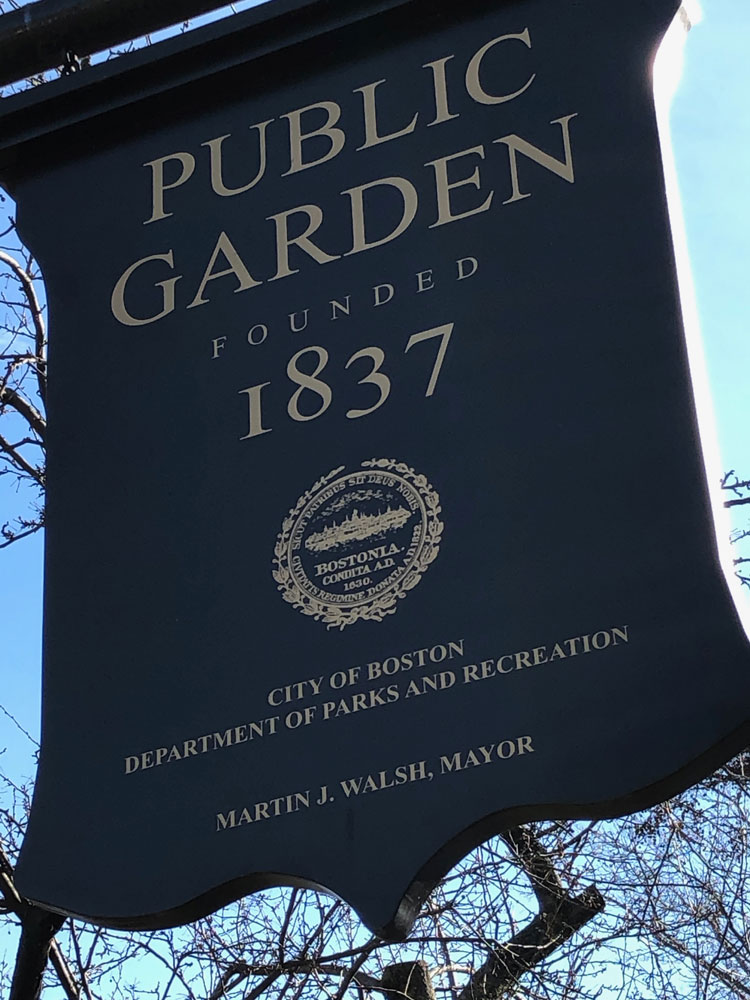 PUBLIC
GARDEN
FOUNDED
1837
SICUT PATRIBUS SIT DEUS NOBIS
BOSTONIA.
CONDITA A.D.
1630.
CIVITATIS REGIMINE DONATA A.D. 1822.
CITY OF BOSTON
DEPARTMENT OF PARKS AND RECREATION
MARTIN J. WALSH, MAYOR